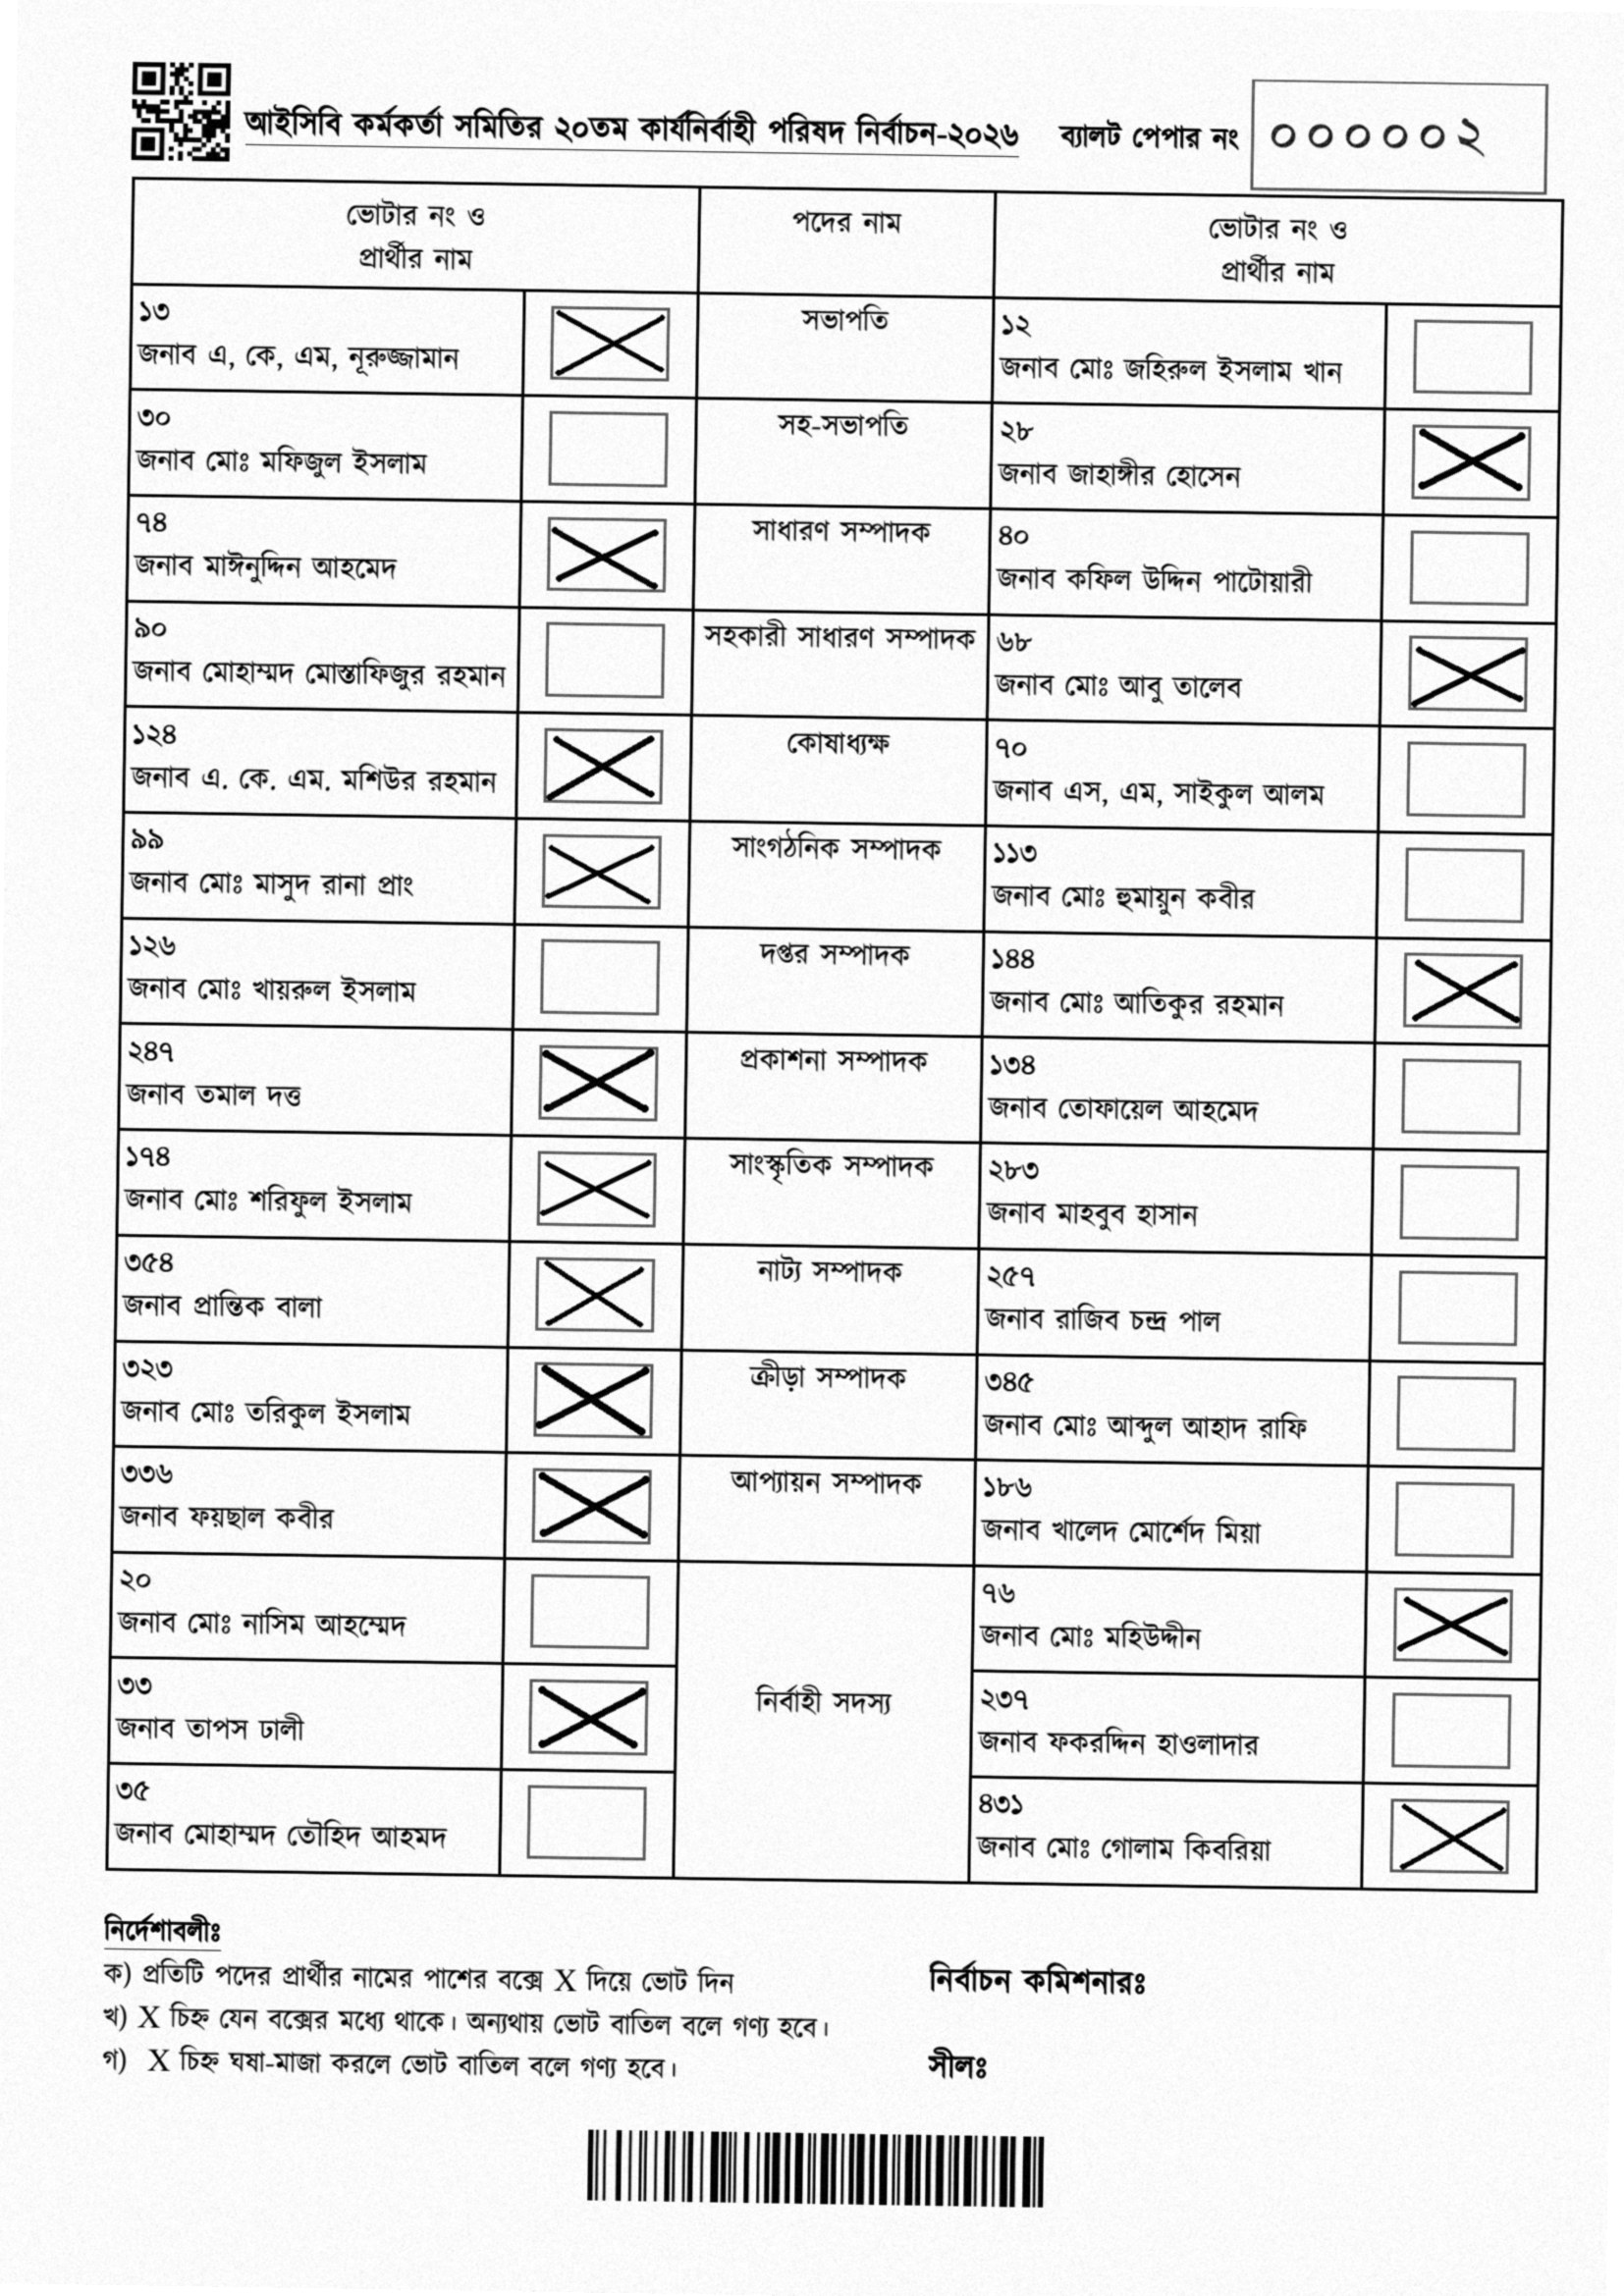 আইসিবি কর্মকর্তা সমিতির ২০তম কার্যনির্বাহী পরিষদ নির্বাচন-২০২৬ ব্যালট পেপার নং ০০০০০২
ভোটার নং ও
প্রার্থীর নাম
পদের নাম
ভোটার নং ও
প্রার্থীর নাম
১৩
জনাব এ, কে, এম, নূরুজ্জামান
সভাপতি
১২
জনাব মোঃ জহিরুল ইসলাম খান
৩০
জনাব মোঃ মফিজুল ইসলাম
সহ-সভাপতি
২৮
জনাব জাহাঙ্গীর হোসেন
৭৪
জনাব মাঈনুদ্দিন আহমেদ
সাধারণ সম্পাদক
৪০
জনাব কফিল উদ্দিন পাটোয়ারী
৯০
জনাব মোহাম্মদ মোস্তাফিজুর রহমান
সহকারী সাধারণ সম্পাদক
৬৮
জনাব মোঃ আবু তালেব
১২৪
জনাব এ. কে. এম. মশিউর রহমান
কোষাধ্যক্ষ
৭০
জনাব এস, এম, সাইকুল আলম
৯৯
জনাব মোঃ মাসুদ রানা প্রাং
সাংগঠনিক সম্পাদক
১১৩
জনাব মোঃ হুমায়ুন কবীর
১২৬
জনাব মোঃ খায়রুল ইসলাম
দপ্তর সম্পাদক
১৪৪
জনাব মোঃ আতিকুর রহমান
২৪৭
জনাব তমাল দত্ত
প্রকাশনা সম্পাদক
১৩৪
জনাব তোফায়েল আহমেদ
১৭৪
জনাব মোঃ শরিফুল ইসলাম
সাংস্কৃতিক সম্পাদক
২৮৩
জনাব মাহবুব হাসান
৩৫৪
জনাব প্রান্তিক বালা
নাট্য সম্পাদক
২৫৭
জনাব রাজিব চন্দ্র পাল
৩২৩
জনাব মোঃ তরিকুল ইসলাম
ক্রীড়া সম্পাদক
৩৪৫
জনাব মোঃ আব্দুল আহাদ রাফি
৩৩৬
জনাব ফয়ছাল কবীর
আপ্যায়ন সম্পাদক
১৮৬
জনাব খালেদ মোর্শেদ মিয়া
২০
জনাব মোঃ নাসিম আহম্মেদ
৭৬
জনাব মোঃ মহিউদ্দীন
৩৩
জনাব তাপস ঢালী
নির্বাহী সদস্য
২৩৭
জনাব ফকরদ্দিন হাওলাদার
৩৫
জনাব মোহাম্মদ তৌহিদ আহমদ
৪৩১
জনাব মোঃ গোলাম কিবরিয়া
নির্দেশাবলীঃ
ক) প্রতিটি পদের প্রার্থীর নামের পাশের বক্সে X দিয়ে ভোট দিন
নির্বাচন কমিশনারঃ
খ) X চিহ্ন যেন বক্সের মধ্যে থাকে। অন্যথায় ভোট বাতিল বলে গণ্য হবে।
গ) X চিহ্ন ঘষা-মাজা করলে ভোট বাতিল বলে গণ্য হবে।
সীলঃ